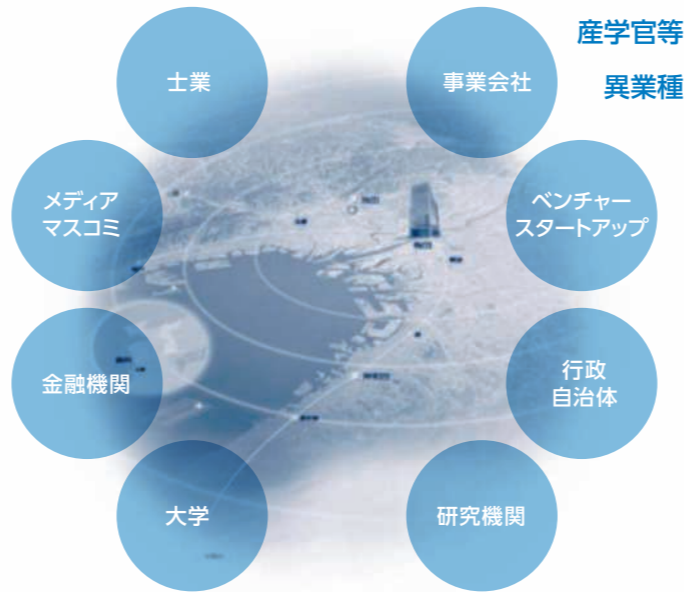 産学官等
異業種
士業
事業会社
メディア
マスコミ
ベンチャー
スタートアップ
金融機関
行政
自治体
大学
研究機関